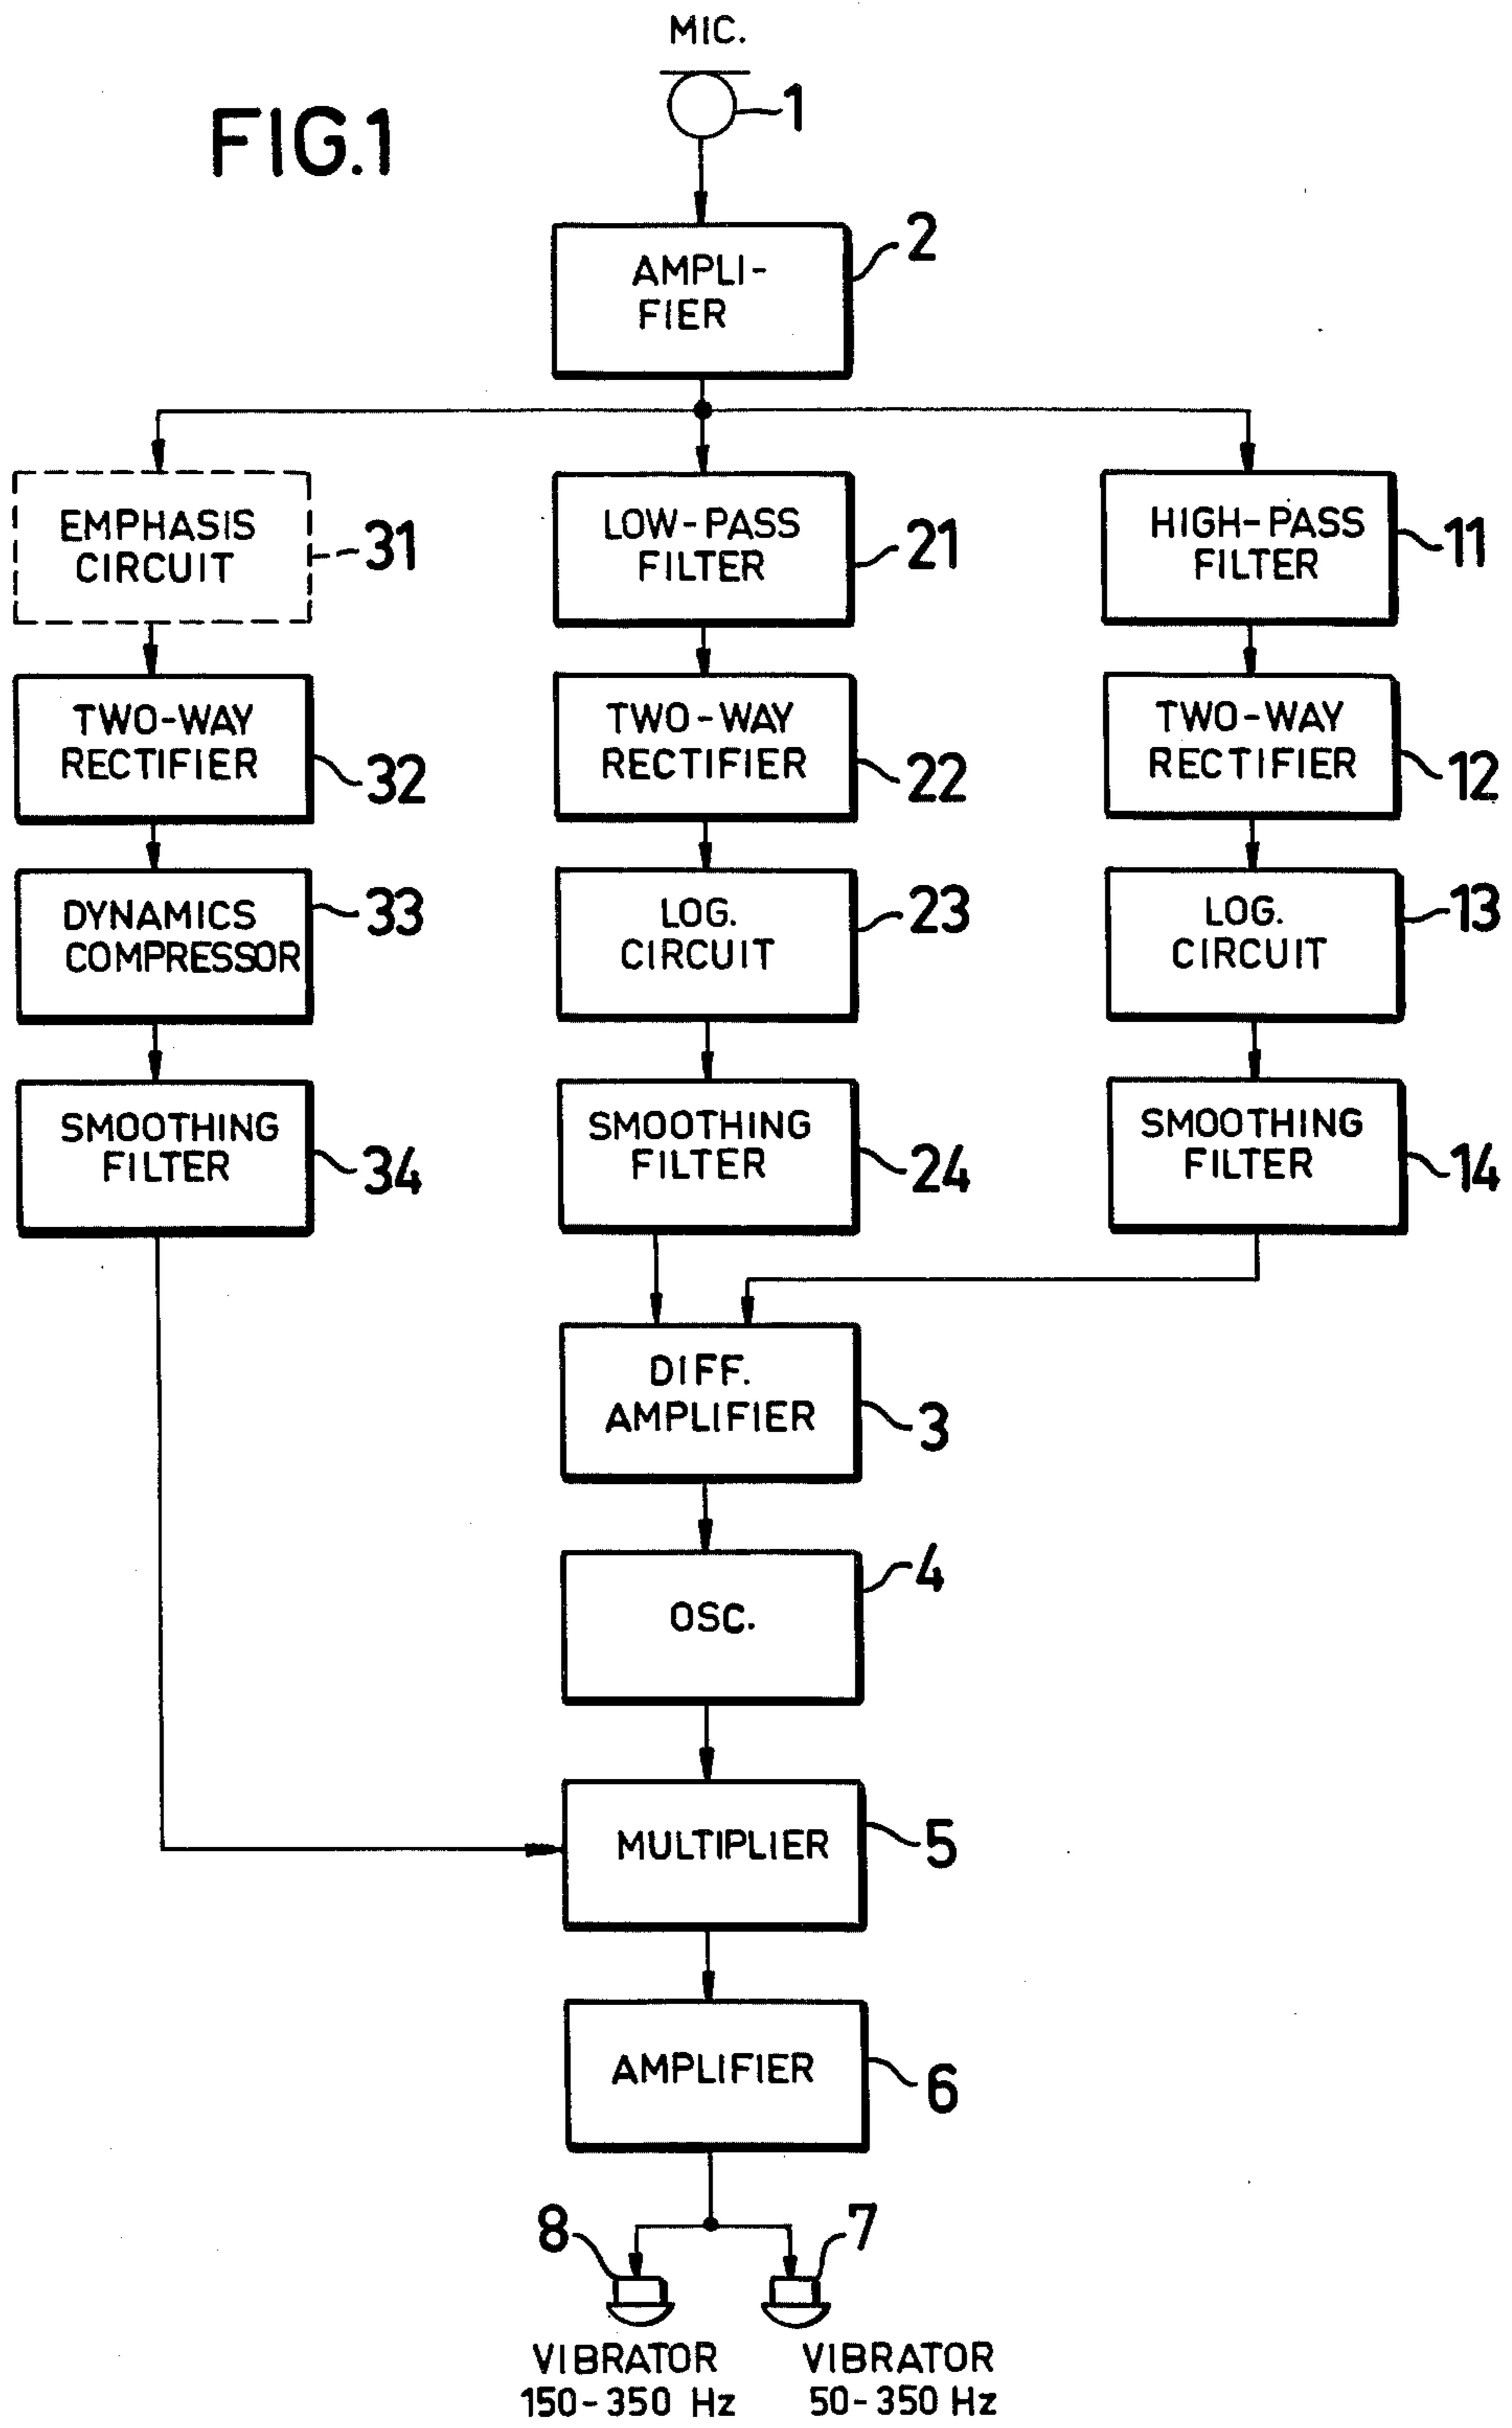 MIC.
1
FIG.1
2
AMPLI-
FIER
EMPHASIS
CIRCUIT
31
LOW-PASS
FILTER
21
HIGH-PASS
FILTER
11
TWO-WAY
RECTIFIER
32
TWO-WAY
RECTIFIER
22
TWO-WAY
RECTIFIER
12
DYNAMICS
COMPRESSOR
33
LOG.
CIRCUIT
23
LOG.
CIRCUIT
13
SMOOTHING
FILTER
34
SMOOTHING
FILTER
24
SMOOTHING
FILTER
14
DIFF.
AMPLIFIER
3
OSC.
4
MULTIPLIER
5
AMPLIFIER
6
8
7
VIBRATOR
150-350 Hz
VIBRATOR
50-350 Hz